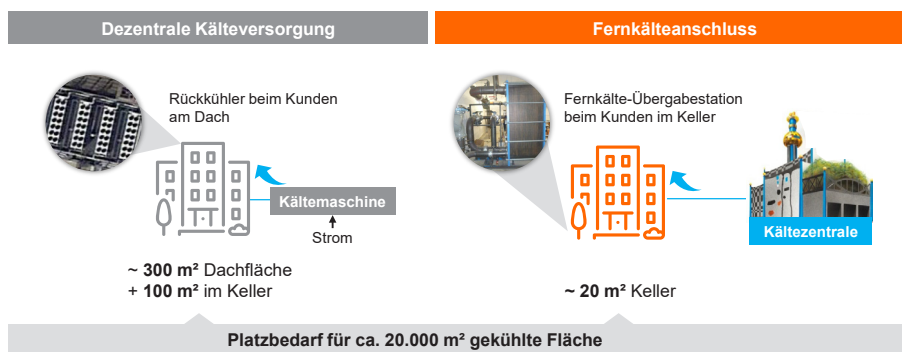 Dezentrale Kälteversorgung
Rückkühler beim Kunden
am Dach
Kältemaschine
Strom
~ 300 m² Dachfläche
+ 100 m² im Keller
Fernkälteanschluss
Fernkälte-Übergabestation
beim Kunden im Keller
Kältezentrale
~ 20 m² Keller
Platzbedarf für ca. 20.000 m² gekühlte Fläche